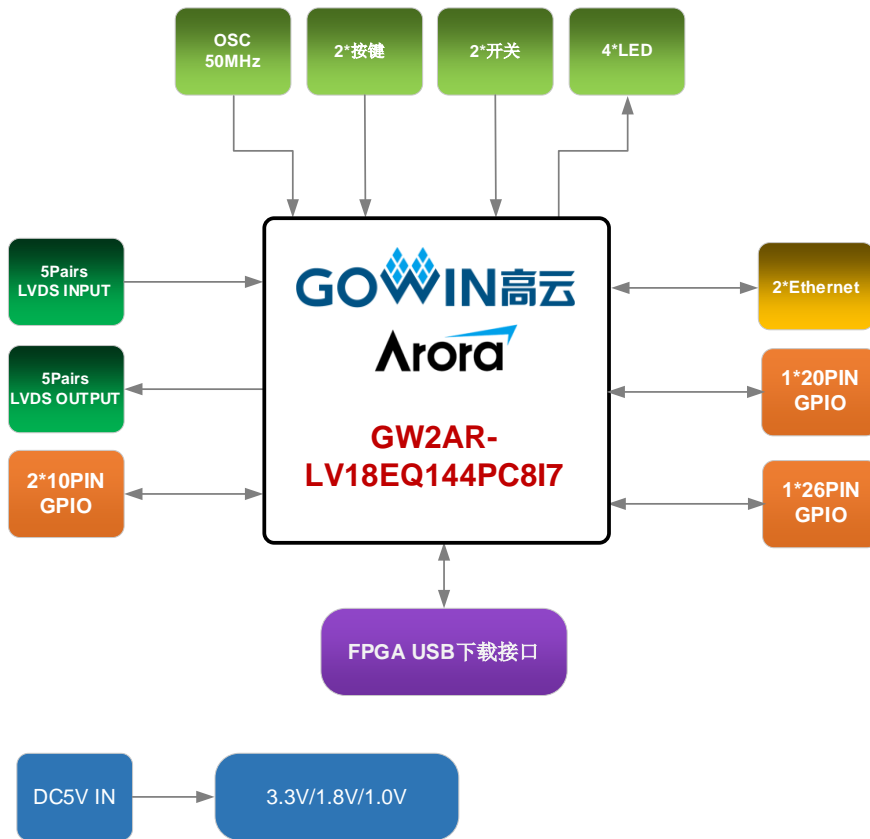 OSC
50MHz
2*按键
2*开关
4*LED
5Pairs
LVDS INPUT
GOWIN高云
Arora
2*Ethernet
5Pairs
LVDS OUTPUT
1*20PIN
GPIO
GW2AR-
LV18EQ144PC8I7
2*10PIN
GPIO
1*26PIN
GPIO
FPGA USB下载接口
DC5V IN
3.3V/1.8V/1.0V